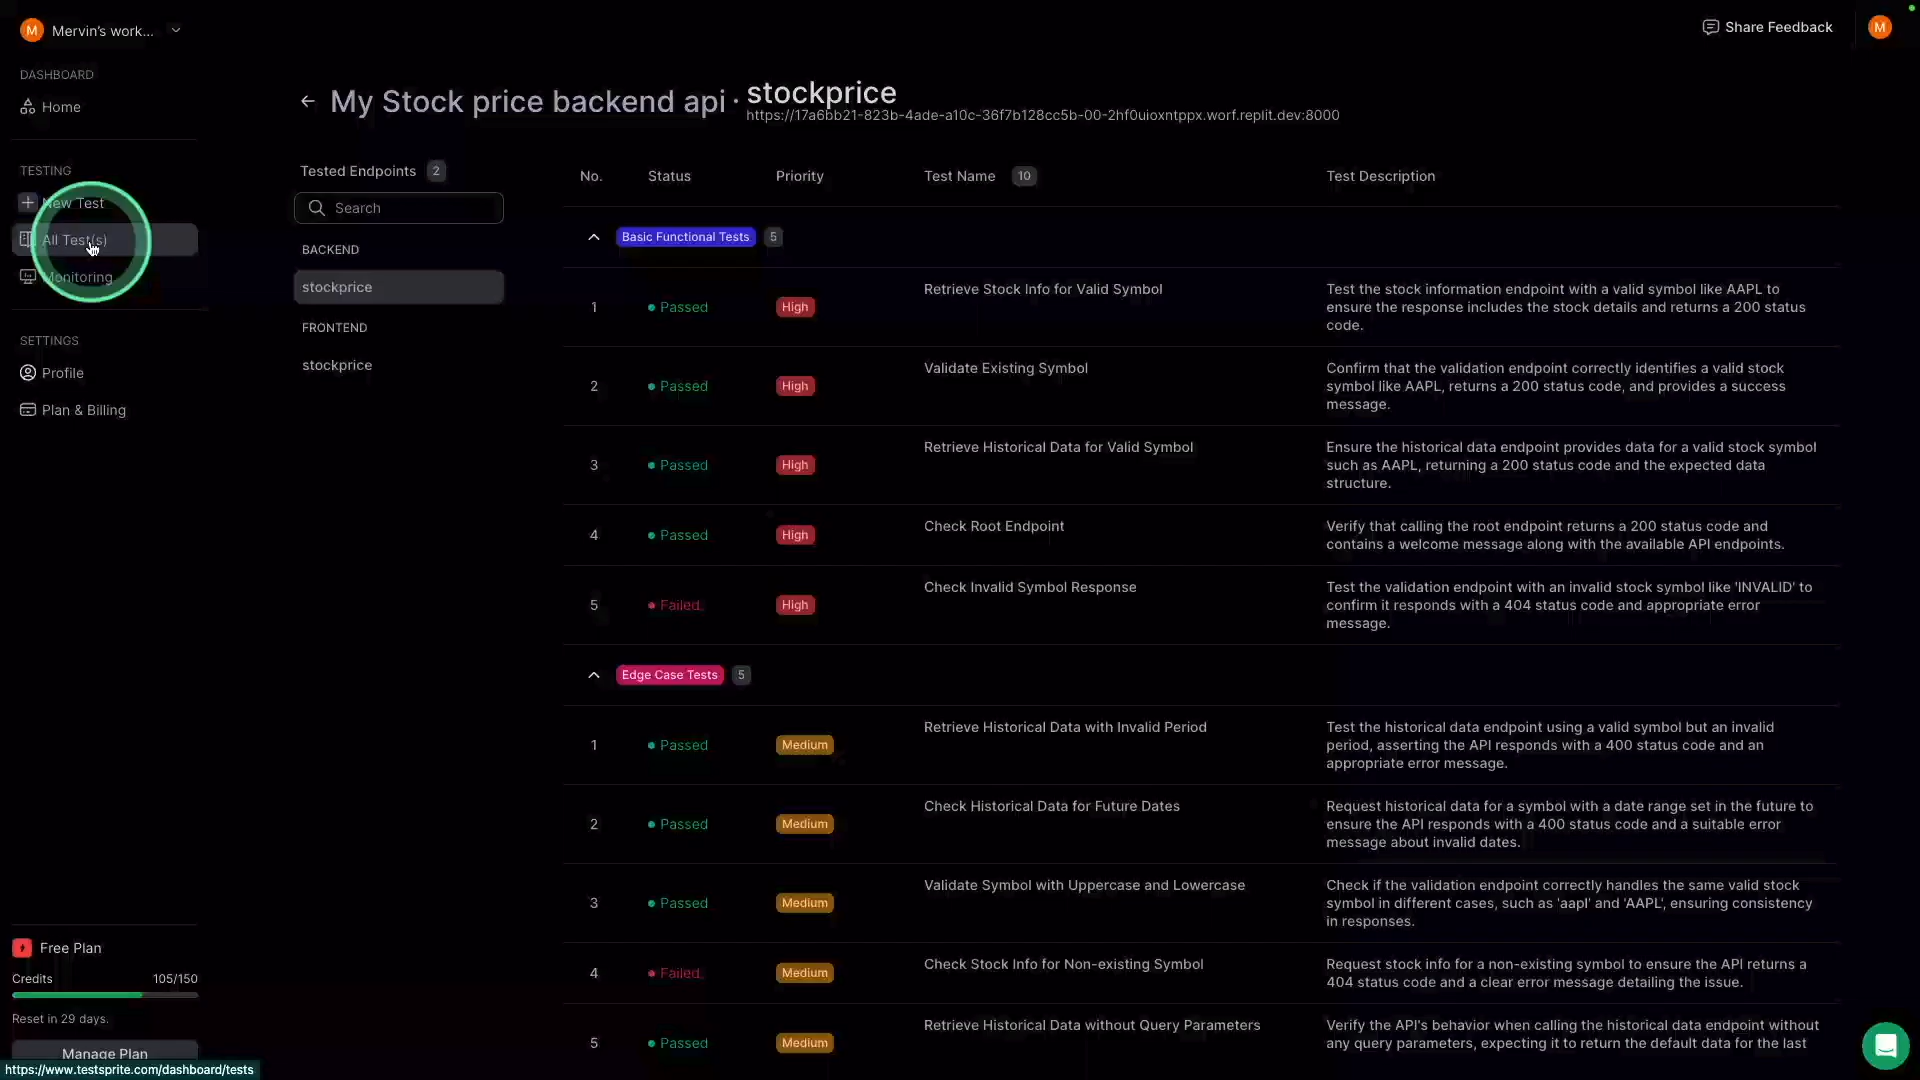 M Mervin's work...
Share Feedback
M
DASHBOARD
Home
TESTING
New Test
All Test(s)
Monitoring
SETTINGS
Profile
Plan & Billing
Free Plan
Credits 105/150
Reset in 29 days.
Manage Plan
https://www.testsprite.com/dashboard/tests
My Stock price backend api · stockprice
https://17a6bb21-823b-4ade-a10c-36f7b128cc5b-00-2hf0uioxntppx.worf.replit.dev:8000
Tested Endpoints 2
Search
BACKEND
stockprice
FRONTEND
stockprice
No. Status Priority Test Name 10 Test Description
Basic Functional Tests 5
1 Passed High Retrieve Stock Info for Valid Symbol
Test the stock information endpoint with a valid symbol like AAPL to
ensure the response includes the stock details and returns a 200 status
code.
2 Passed High Validate Existing Symbol
Confirm that the validation endpoint correctly identifies a valid stock
symbol like AAPL, returns a 200 status code, and provides a success
message.
3 Passed High Retrieve Historical Data for Valid Symbol
Ensure the historical data endpoint provides data for a valid stock symbol
such as AAPL, returning a 200 status code and the expected data
structure.
4 Passed High Check Root Endpoint
Verify that calling the root endpoint returns a 200 status code and
contains a welcome message along with the available API endpoints.
5 Failed. High Check Invalid Symbol Response
Test the validation endpoint with an invalid stock symbol like 'INVALID' to
confirm it responds with a 404 status code and appropriate error
message.
Edge Case Tests 5
1 Passed Medium Retrieve Historical Data with Invalid Period
Test the historical data endpoint using a valid symbol but an invalid
period, asserting the API responds with a 400 status code and an
appropriate error message.
2 Passed Medium Check Historical Data for Future Dates
Request historical data for a symbol with a date range set in the future to
ensure the API responds with a 400 status code and a suitable error
message about invalid dates.
3 Passed Medium Validate Symbol with Uppercase and Lowercase
Check if the validation endpoint correctly handles the same valid stock
symbol in different cases, such as 'aapl' and 'AAPL', ensuring consistency
in responses.
4 Failed. Medium Check Stock Info for Non-existing Symbol
Request stock info for a non-existing symbol to ensure the API returns a
404 status code and a clear error message detailing the issue.
5 Passed Medium Retrieve Historical Data without Query Parameters
Verify the API's behavior when calling the historical data endpoint without
any query parameters, expecting it to return the default data for the last